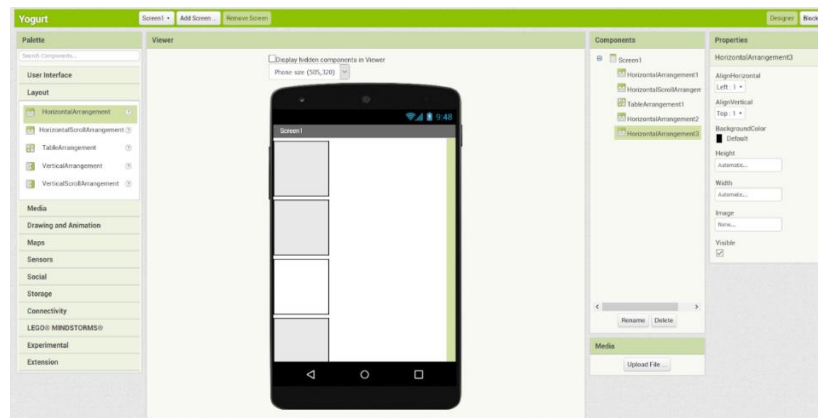 Yogurt
Screen1
Add Screen ...
Remove Screen
Designer
Block
Palette
Search Components...
User Interface
Layout
HorizontalArrangement
HorizontalScrollArrangement
TableArrangement
VerticalArrangement
VerticalScrollArrangement
Media
Drawing and Animation
Maps
Sensors
Social
Storage
Connectivity
LEGO® MINDSTORMS®
Experimental
Extension
Viewer
Display hidden components in Viewer
Phone size (505,320)
9:48
Screen1
Components
Screen1
HorizontalArrangement1
HorizontalScrollArrangem
TableArrangement1
HorizontalArrangement2
HorizontalArrangement3
Rename
Delete
Media
Upload File ...
Properties
HorizontalArrangement3
AlignHorizontal
Left : 1
AlignVertical
Top : 1
BackgroundColor
Default
Height
Automatic...
Width
Automatic...
Image
None...
Visible